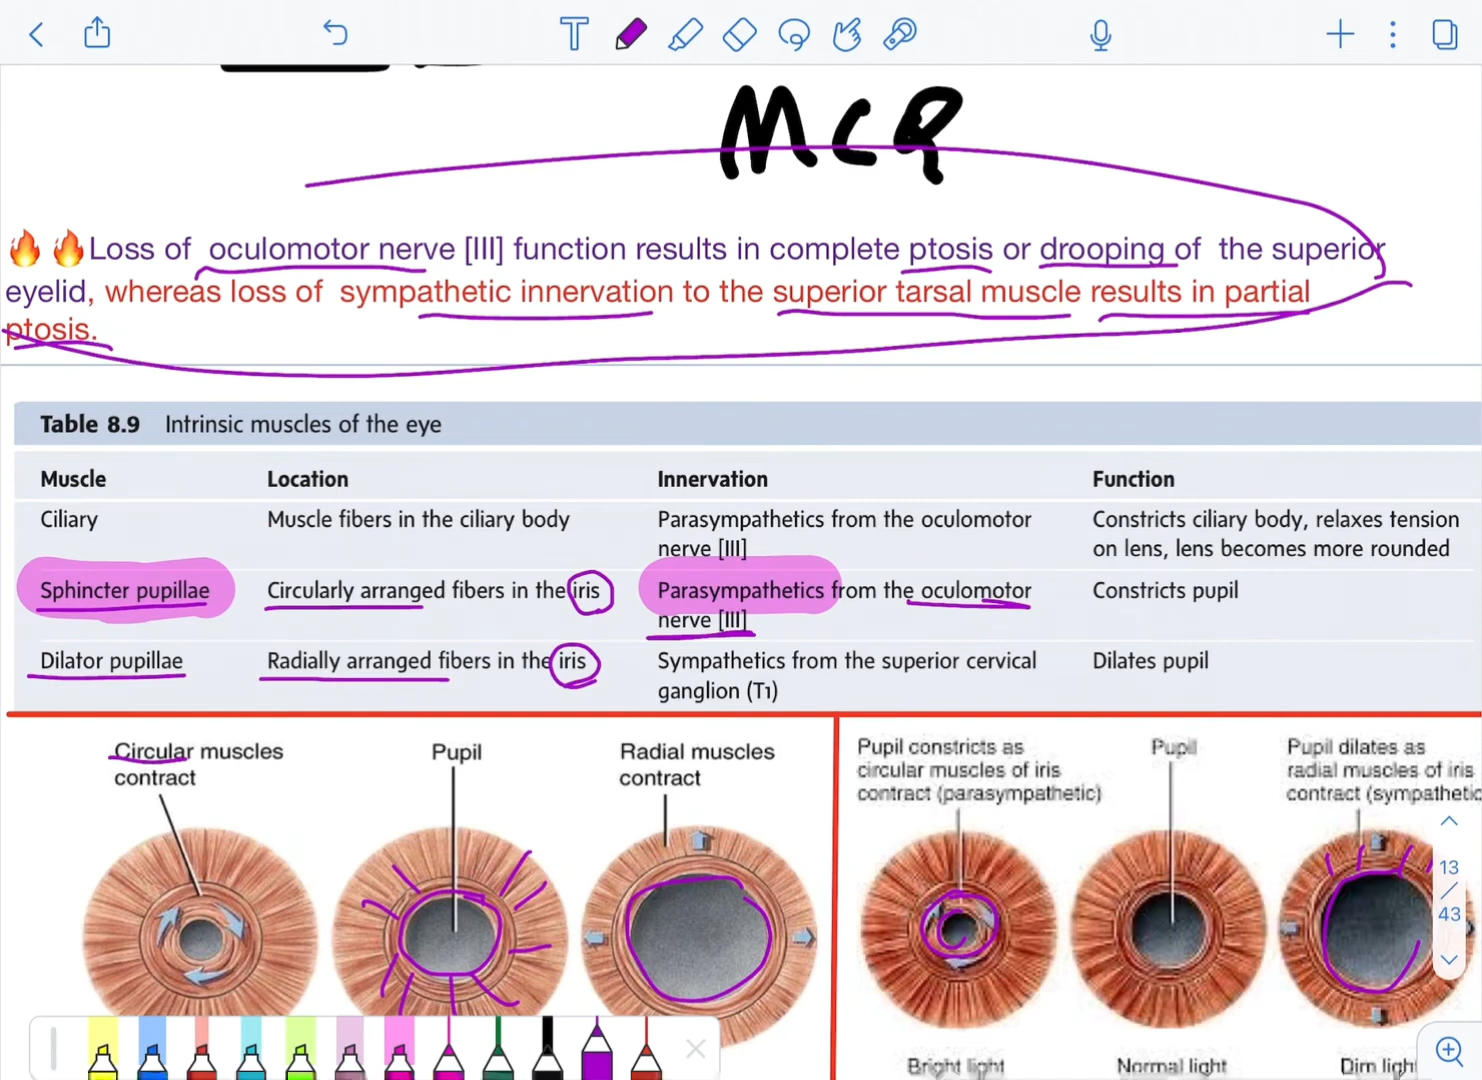 MCQ
🔥 🔥Loss of oculomotor nerve [III] function results in complete ptosis or drooping of the superior
eyelid, whereas loss of sympathetic innervation to the superior tarsal muscle results in partial
ptosis.
Table 8.9 Intrinsic muscles of the eye
Muscle Location Innervation Function
Ciliary Muscle fibers in the ciliary body Parasympathetics from the oculomotor Constricts ciliary body, relaxes tension
nerve [III] on lens, lens becomes more rounded
Sphincter pupillae Circularly arranged fibers in the iris Parasympathetics from the oculomotor Constricts pupil
nerve [III]
Dilator pupillae Radially arranged fibers in the iris Sympathetics from the superior cervical Dilates pupil
ganglion (T1)
Circular muscles
contract
Pupil
Radial muscles
contract
Pupil constricts as
circular muscles of iris
contract (parasympathetic)
Pupil
Pupil dilates as
radial muscles of iris
contract (sympathetic
13
/
43
Bright light Normal light Dim light